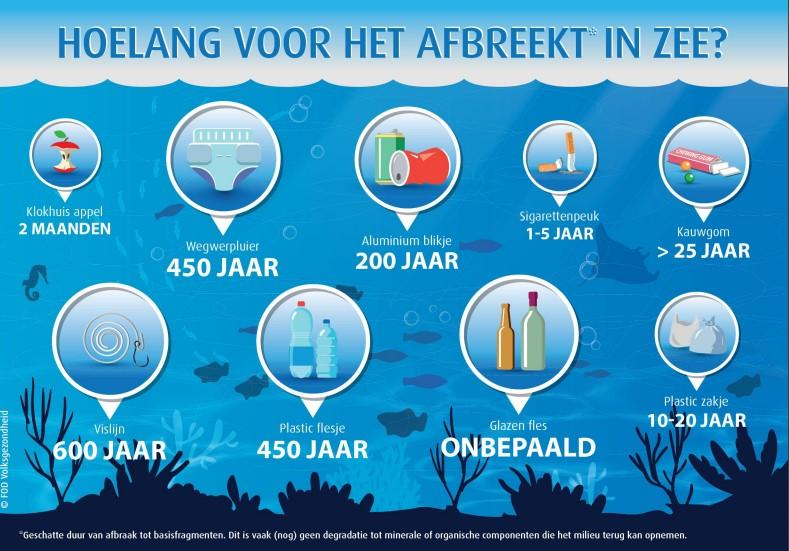 HOELANG VOOR HET AFBREEKT* IN ZEE?
Klokhuis appel
2 MAANDEN
Wegwerpluier
450 JAAR
Aluminium blikje
200 JAAR
Sigarettenpeuk
1-5 JAAR
CHEWING GUM
Kauwgom
> 25 JAAR
Vislijn
600 JAAR
Plastic flesje
450 JAAR
Glazen fles
ONBEPAALD
Plastic zakje
10-20 JAAR
© FOD Volksgezondheid
*Geschatte duur van afbraak tot basisfragmenten. Dit is vaak (nog) geen degradatie tot minerale of organische componenten die het milieu terug kan opnemen.